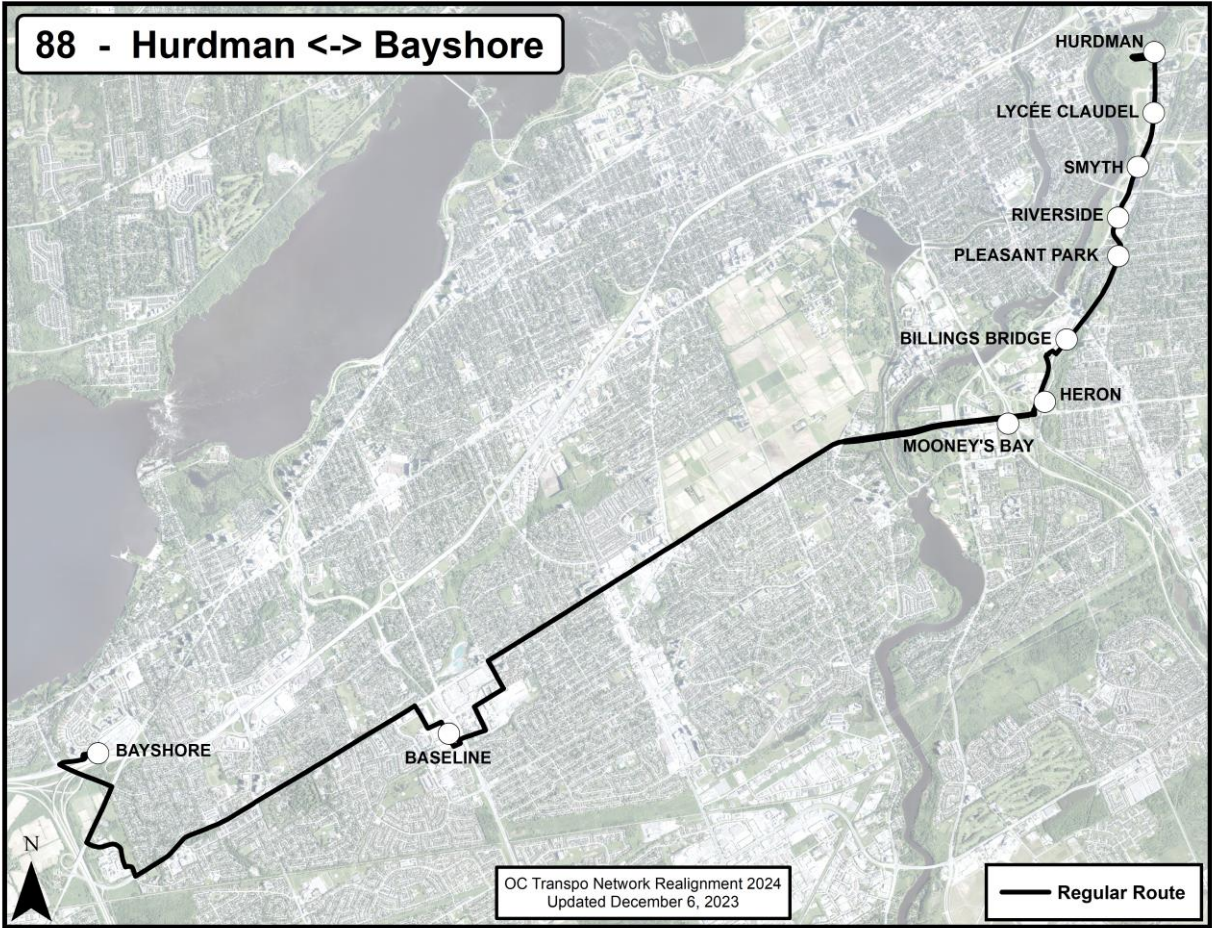 88 - Hurdman <-> Bayshore
HURDMAN
LYCÉE CLAUDEL
SMYTH
RIVERSIDE
PLEASANT PARK
BILLINGS BRIDGE
HERON
MOONEY'S BAY
BAYSHORE
BASELINE
N
OC Transpo Network Realignment 2024
Updated December 6, 2023
Regular Route